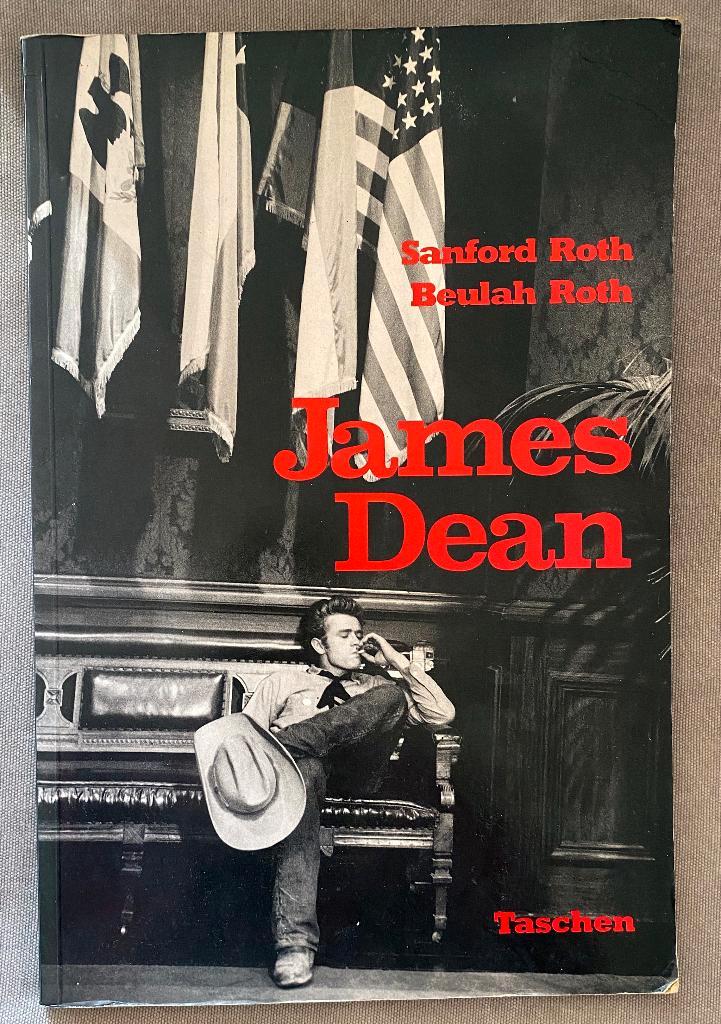 Sanford Roth
Beulah Roth
James
Dean
Taschen